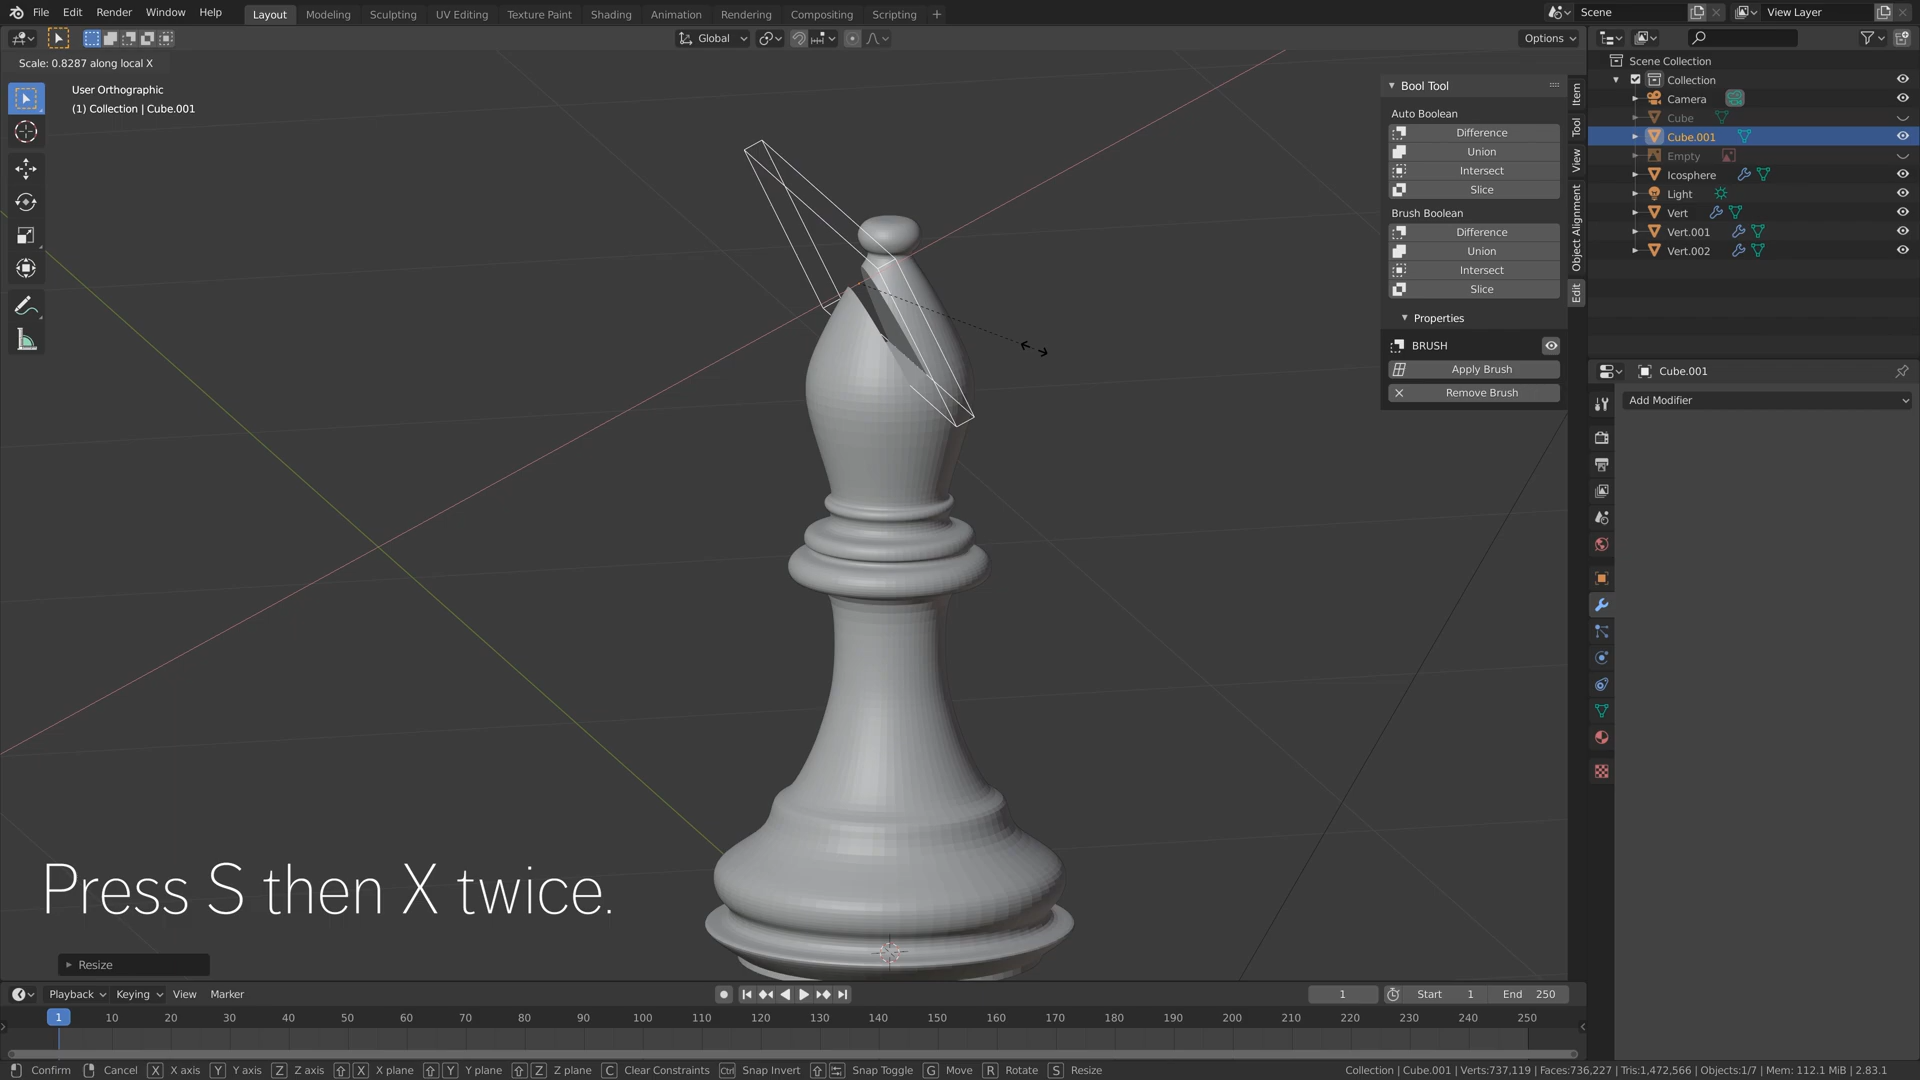 File Edit Render Window Help Layout Modeling Sculpting UV Editing Texture Paint Shading Animation Rendering Compositing Scripting + Scene View Layer
Global Options
Scale: 0.8287 along local X
User Orthographic
(1) Collection | Cube.001
Bool Tool
Auto Boolean
Difference
Union
Intersect
Slice
Brush Boolean
Difference
Union
Intersect
Slice
Properties
BRUSH
Apply Brush
Remove Brush
Item
Tool
View
Object Alignment
Edit
Scene Collection
Collection
Camera
Cube
Cube.001
Empty
Icosphere
Light
Vert
Vert.001
Vert.002
Cube.001
Add Modifier
Press S then X twice.
Resize
Playback Keying View Marker 1 Start 1 End 250
1 10 20 30 40 50 60 70 80 90 100 110 120 130 140 150 160 170 180 190 200 210 220 230 240 250
Confirm Cancel X X axis Y Y axis Z Z axis X X plane Y Y plane Z Z plane C Clear Constraints Ctrl Snap Invert Snap Toggle G Move R Rotate S Resize Collection | Cube.001 | Verts:737,119 | Faces:736,227 | Tris:1,472,566 | Objects:1/7 | Mem: 112.1 MiB | 2.83.1